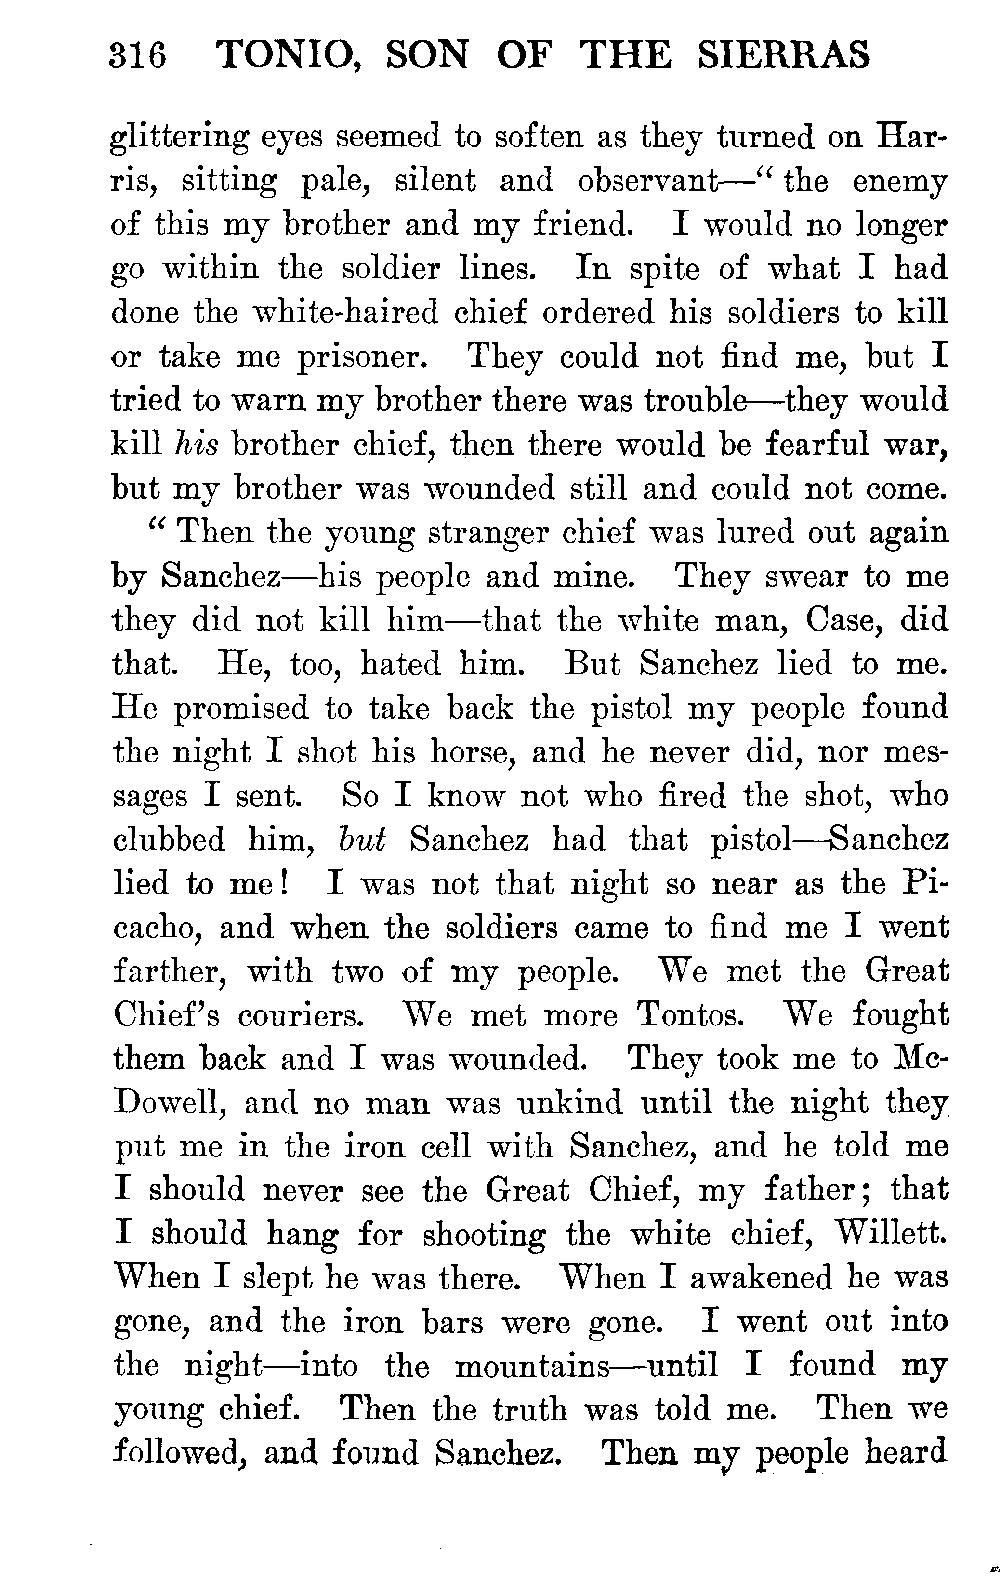 316 TONIO, SON OF THE SIERRAS
glittering eyes seemed to soften as they turned on Har-
ris, sitting pale, silent and observant—“ the enemy
of this my brother and my friend. I would no longer
go within the soldier lines. In spite of what I had
done the white-haired chief ordered his soldiers to kill
or take me prisoner. They could not find me, but I
tried to warn my brother there was trouble—they would
kill his brother chief, then there would be fearful war,
but my brother was wounded still and could not come.
“ Then the young stranger chief was lured out again
by Sanchez—his people and mine. They swear to me
they did not kill him—that the white man, Case, did
that. He, too, hated him. But Sanchez lied to me.
He promised to take back the pistol my people found
the night I shot his horse, and he never did, nor mes-
sages I sent. So I know not who fired the shot, who
clubbed him, but Sanchez had that pistol—Sanchez
lied to me! I was not that night so near as the Pi-
cacho, and when the soldiers came to find me I went
farther, with two of my people. We met the Great
Chief's couriers. We met more Tontos. We fought
them back and I was wounded. They took me to Mc-
Dowell, and no man was unkind until the night they
put me in the iron cell with Sanchez, and he told me
I should never see the Great Chief, my father; that
I should hang for shooting the white chief, Willett.
When I slept he was there. When I awakened he was
gone, and the iron bars were gone. I went out into
the night—into the mountains—until I found my
young chief. Then the truth was told me. Then we
followed, and found Sanchez. Then my people heard